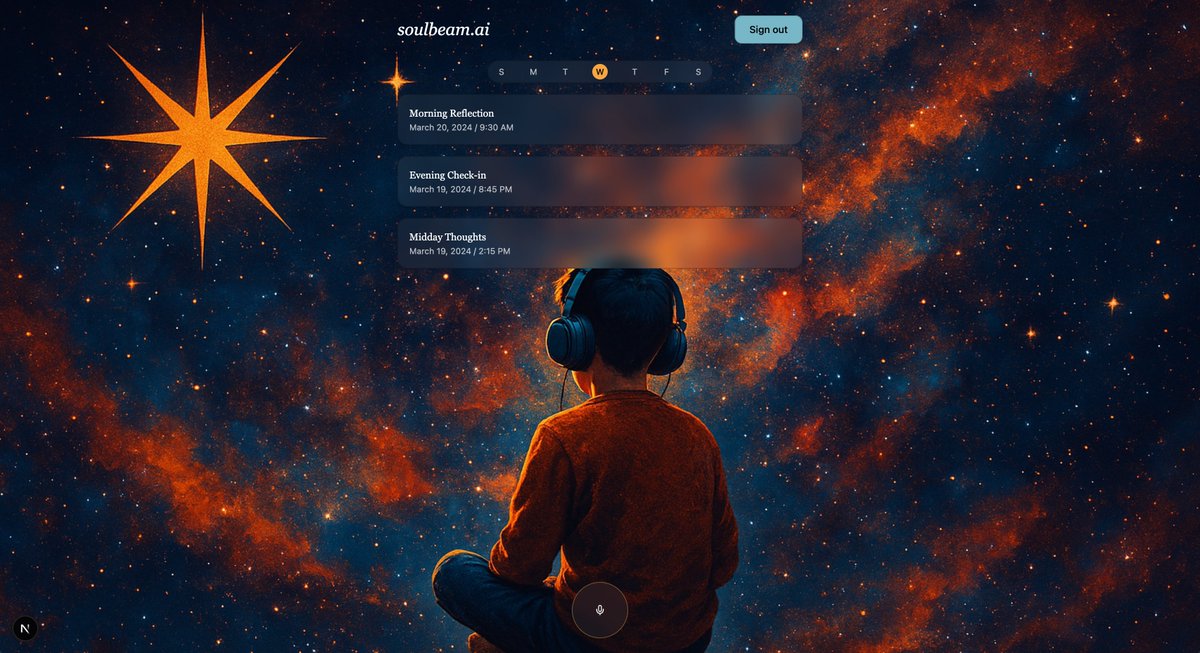 soulbeam.ai
Sign out
S M T W T F S
Morning Reflection
March 20, 2024 / 9:30 AM
Evening Check-in
March 19, 2024 / 8:45 PM
Midday Thoughts
March 19, 2024 / 2:15 PM
N